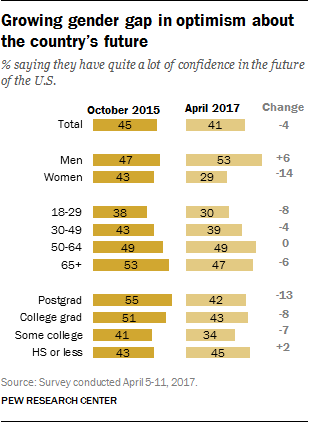 Growing gender gap in optimism about
the country's future
% saying they have quite a lot of confidence in the future
of the U.S.
October 2015 April 2017 Change
Total 45 41 -4
Men 47 53 +6
Women 43 29 -14
18-29 38 30 -8
30-49 43 39 -4
50-64 49 49 0
65+ 53 47 -6
Postgrad 55 42 -13
College grad 51 43 -8
Some college 41 34 -7
HS or less 43 45 +2
Source: Survey conducted April 5-11, 2017.
PEW RESEARCH CENTER